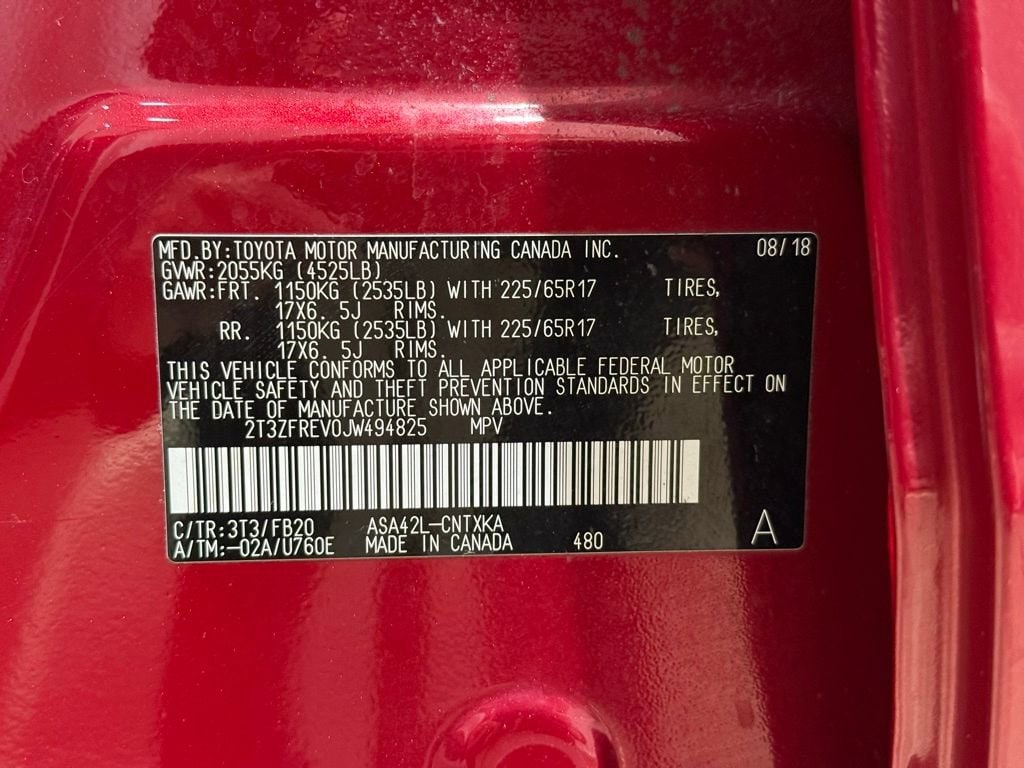 MFD.BY:TOYOTA MOTOR MANUFACTURING CANADA INC. 08/18
GVWR:2055KG (4525LB)
GAWR:FRT. 1150KG (2535LB) WITH 225/65R17 TIRES,
17X6. 5J RIMS.
RR. 1150KG (2535LB) WITH 225/65R17 TIRES,
17X6. 5J RIMS.
THIS VEHICLE CONFORMS TO ALL APPLICABLE FEDERAL MOTOR
VEHICLE SAFETY AND THEFT PREVENTION STANDARDS IN EFFECT ON
THE DATE OF MANUFACTURE SHOWN ABOVE.
2T3ZFREV0JW494825 MPV
C/TR:3T3/FB20 ASA42L-CNTXKA
A/TM:-02A/U760E MADE IN CANADA 480 A